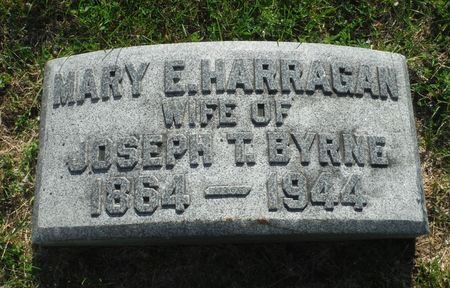 MARY E. HARRAGAN
WIFE OF
JOSEPH T. BYRNE
1864 — 1944